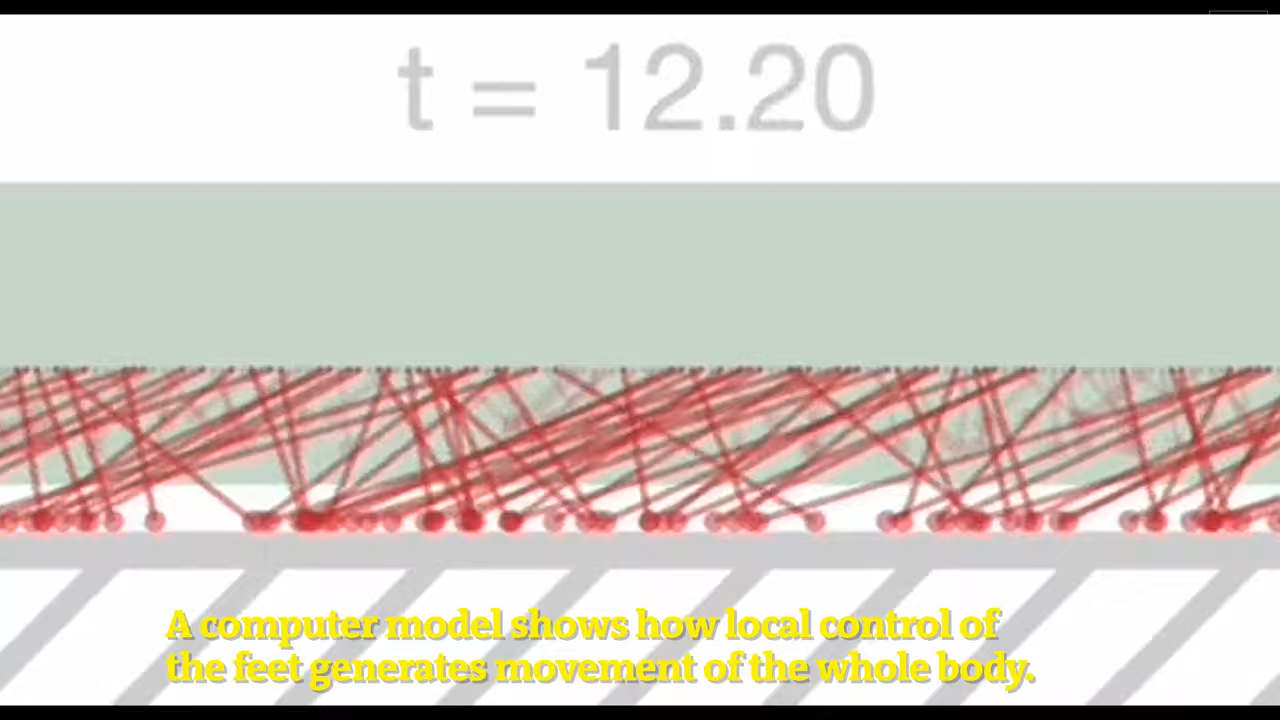 t = 12.20
A computer model shows how local control of
the feet generates movement of the whole body.